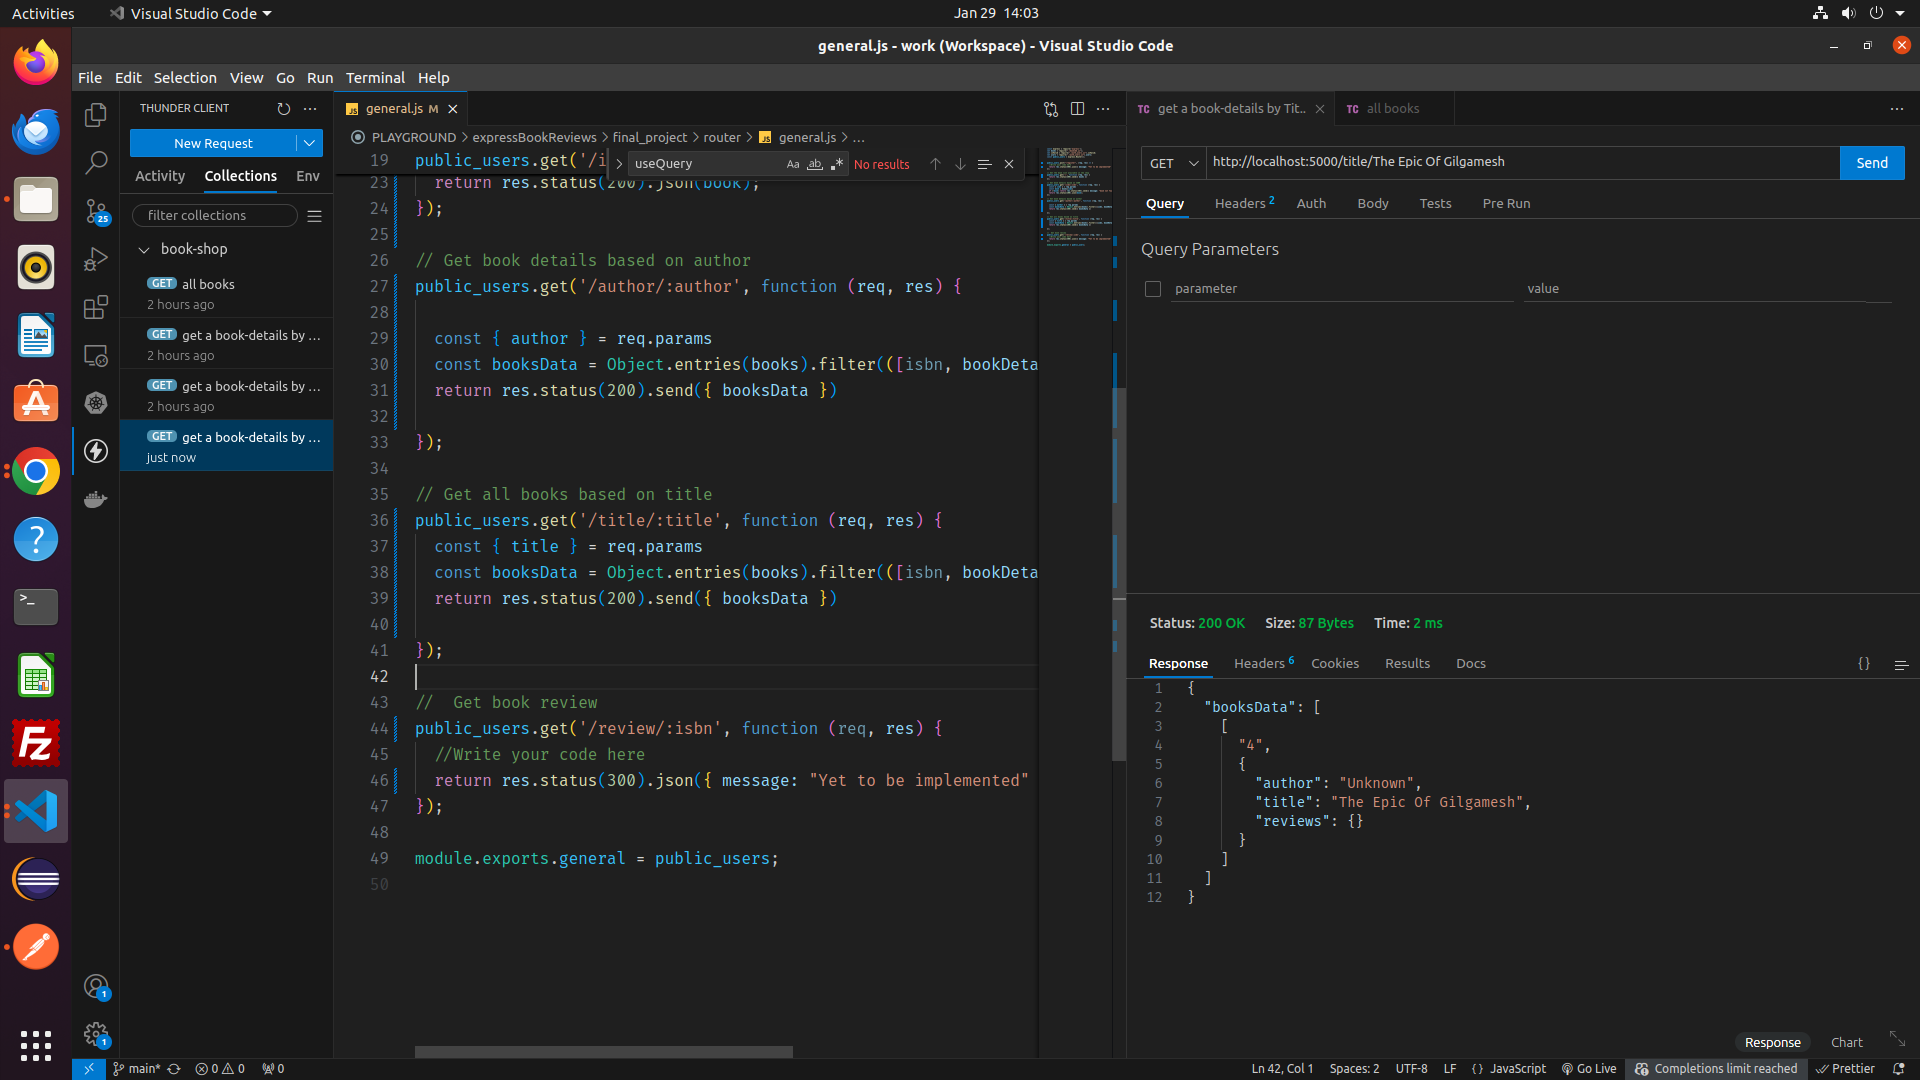 Activities
Visual Studio Code
Jan 29 14:03
general.js - work (Workspace) - Visual Studio Code
File Edit Selection View Go Run Terminal Help
THUNDER CLIENT
New Request
Activity Collections Env
filter collections
book-shop
GET all books
2 hours ago
GET get a book-details by ...
2 hours ago
GET get a book-details by ...
2 hours ago
GET get a book-details by ...
just now
25
1
1
JS general.js M
PLAYGROUND > expressBookReviews > final_project > router > JS general.js > ...
useQuery
Aa ab .*
No results
19 public_users.get('/i
23 return res.status(200).json(book);
24 });
25
26 // Get book details based on author
27 public_users.get('/author/:author', function (req, res) {
28
29 const { author } = req.params
30 const booksData = Object.entries(books).filter(([isbn, bookDeta
31 return res.status(200).send({ booksData })
32
33 });
34
35 // Get all books based on title
36 public_users.get('/title/:title', function (req, res) {
37 const { title } = req.params
38 const booksData = Object.entries(books).filter(([isbn, bookDeta
39 return res.status(200).send({ booksData })
40
41 });
42
43 //  Get book review
44 public_users.get('/review/:isbn', function (req, res) {
45 //Write your code here
46 return res.status(300).json({ message: "Yet to be implemented"
47 });
48
49 module.exports.general = public_users;
50
TC get a book-details by Tit..
TC all books
GET http://localhost:5000/title/The Epic Of Gilgamesh Send
Query Headers 2 Auth Body Tests Pre Run
Query Parameters
parameter value
Status: 200 OK Size: 87 Bytes Time: 2 ms
Response Headers 6 Cookies Results Docs {}
1 {
2 "booksData": [
3 [
4 "4",
5 {
6 "author": "Unknown",
7 "title": "The Epic Of Gilgamesh",
8 "reviews": {}
9 }
10 ]
11 ]
12 }
Response Chart
main* 0 0 0
Ln 42, Col 1 Spaces: 2 UTF-8 LF {} JavaScript Go Live Completions limit reached Prettier